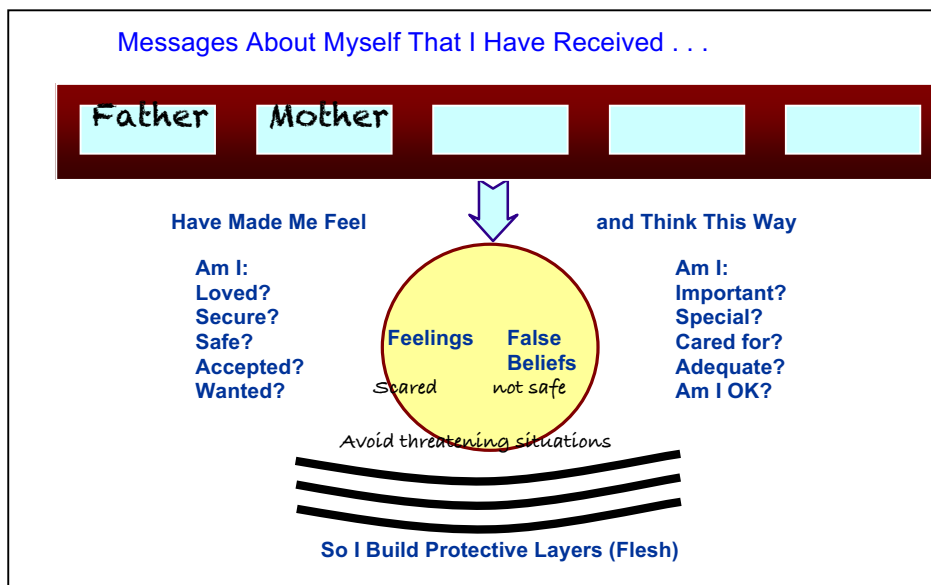 Messages About Myself That I Have Received . . .
Father Mother
Have Made Me Feel
and Think This Way
Am I:
Loved?
Secure?
Safe?
Accepted?
Wanted?
Feelings
False
Beliefs
Scared
not safe
Am I:
Important?
Special?
Cared for?
Adequate?
Am I OK?
Avoid threatening situations
So I Build Protective Layers (Flesh)